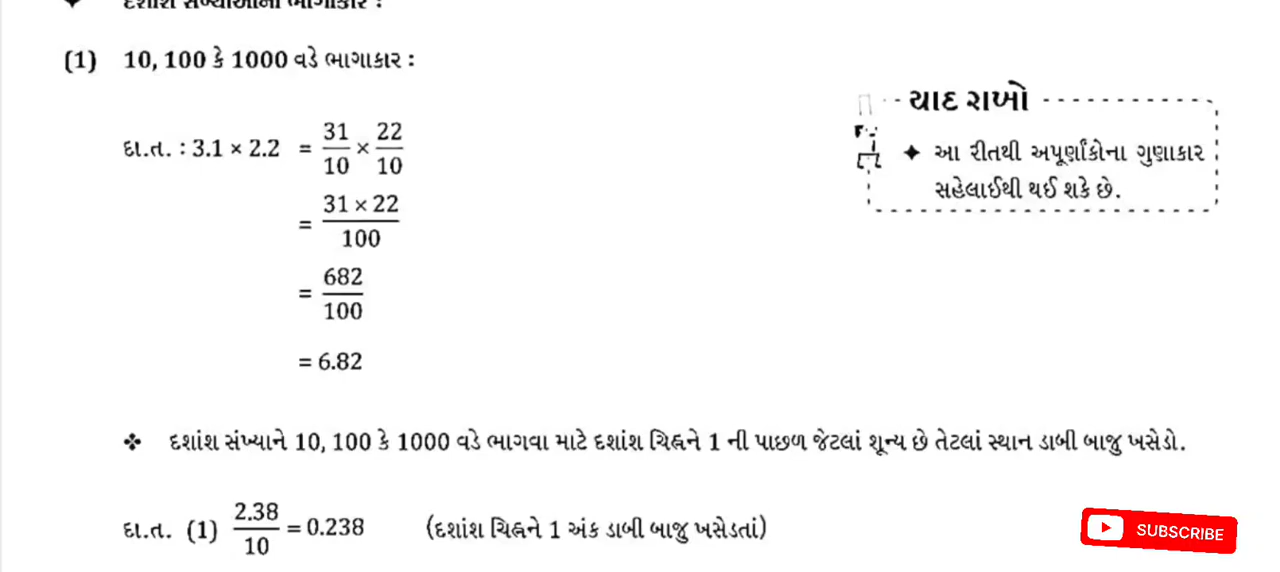 દશાંશ સંખ્યાઓના ભાગાકાર :
(1) 10, 100 કે 1000 વડે ભાગાકાર :
યાદ રાખો
✦ આ રીતથી અપૂર્ણાંકોના ગુણાકાર
સહેલાઈથી થઈ શકે છે.
દા.ત. : 3.1 × 2.2 = 31/10 × 22/10
= 31 × 22/100
= 682/100
= 6.82
❖ દશાંશ સંખ્યાને 10, 100 કે 1000 વડે ભાગવા માટે દશાંશ ચિહ્નને 1 ની પાછળ જેટલાં શૂન્ય છે તેટલાં સ્થાન ડાબી બાજુ ખસેડો.
દા.ત. (1) 2.38/10 = 0.238 (દશાંશ ચિહ્નને 1 અંક ડાબી બાજુ ખસેડતાં)
SUBSCRIBE